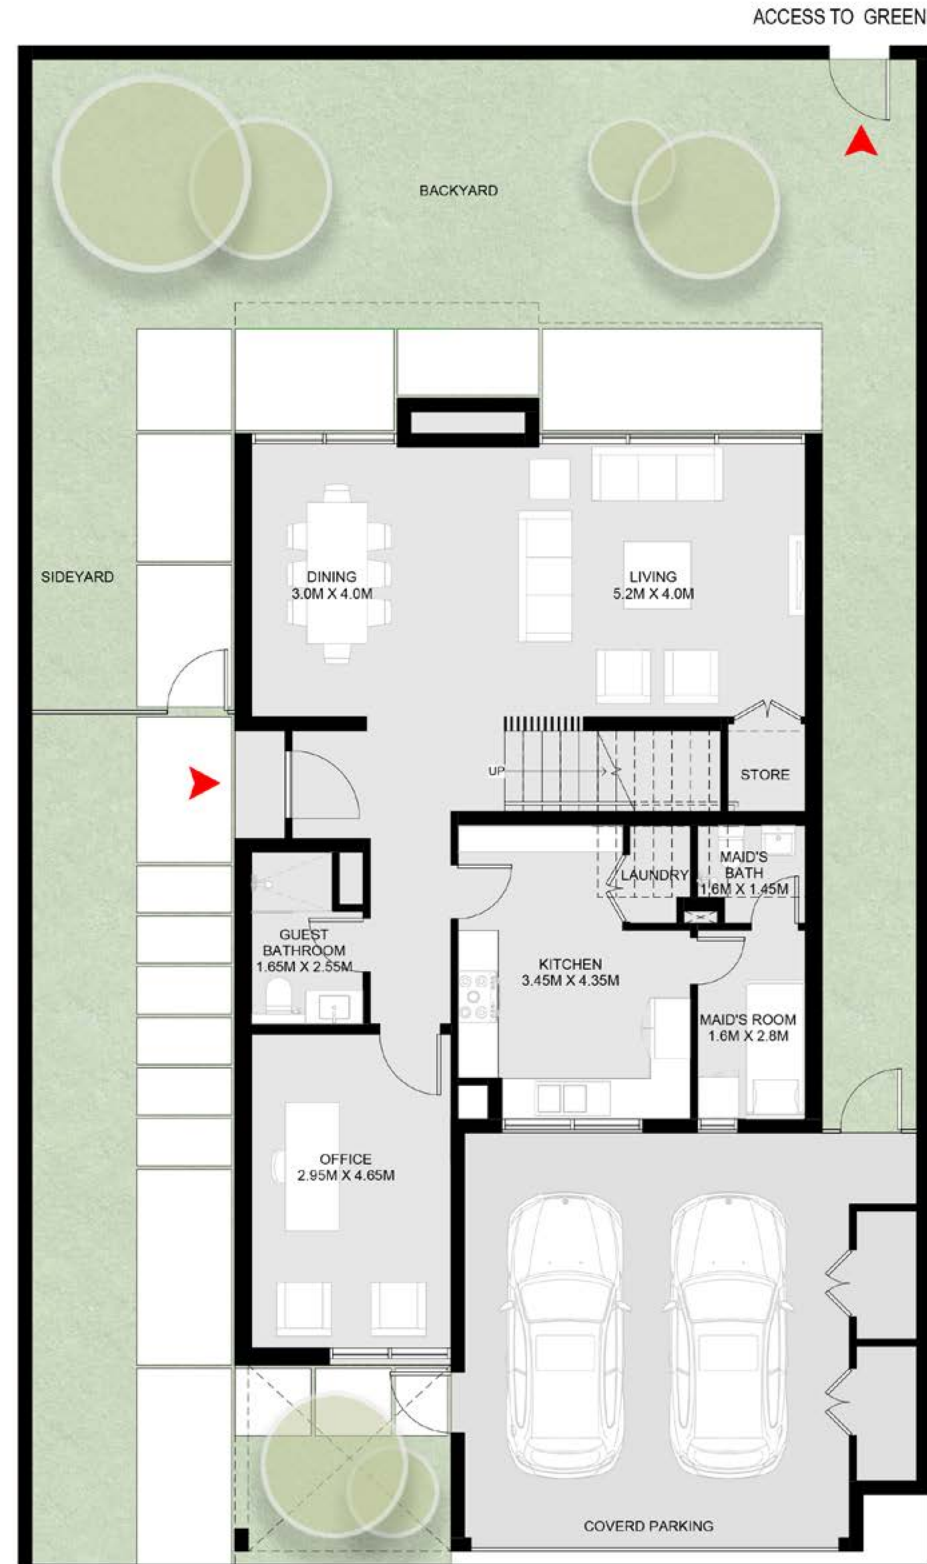 ACCESS TO GREEN
BACKYARD
SIDEYARD
DINING
3.0M X 4.0M
LIVING
5.2M X 4.0M
UP
STORE
LAUNDRY
MAID'S
BATH
1.6M X 1.45M
GUEST
BATHROOM
1.65M X 2.55M
KITCHEN
3.45M X 4.35M
MAID'S ROOM
1.6M X 2.8M
OFFICE
2.95M X 4.65M
COVERD PARKING